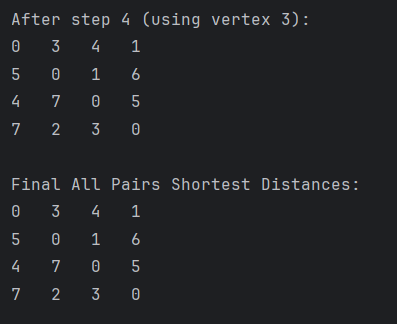 After step 4 (using vertex 3):
0   3   4   1
5   0   1   6
4   7   0   5
7   2   3   0

Final All Pairs Shortest Distances:
0   3   4   1
5   0   1   6
4   7   0   5
7   2   3   0